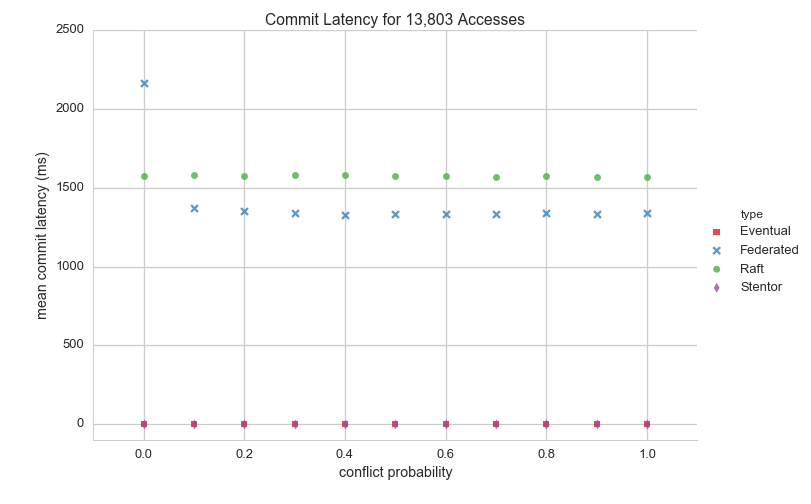 Commit Latency for 13,803 Accesses
2500
2000
1500
1000
500
0
mean commit latency (ms)
0.0 0.2 0.4 0.6 0.8 1.0
conflict probability
type
Eventual
Federated
Raft
Stentor